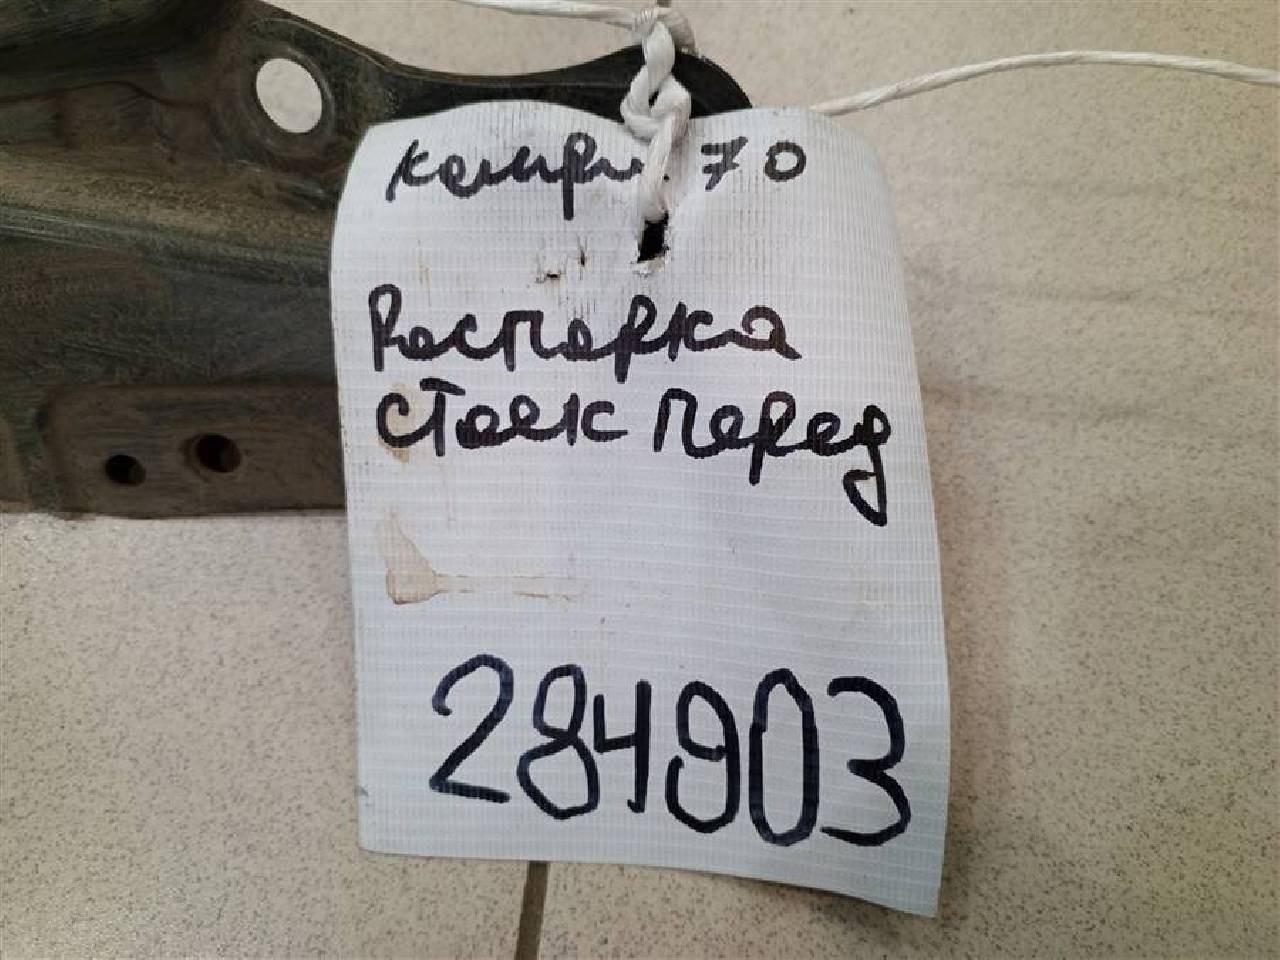 камри 70
Распорка
стоек перед
284903